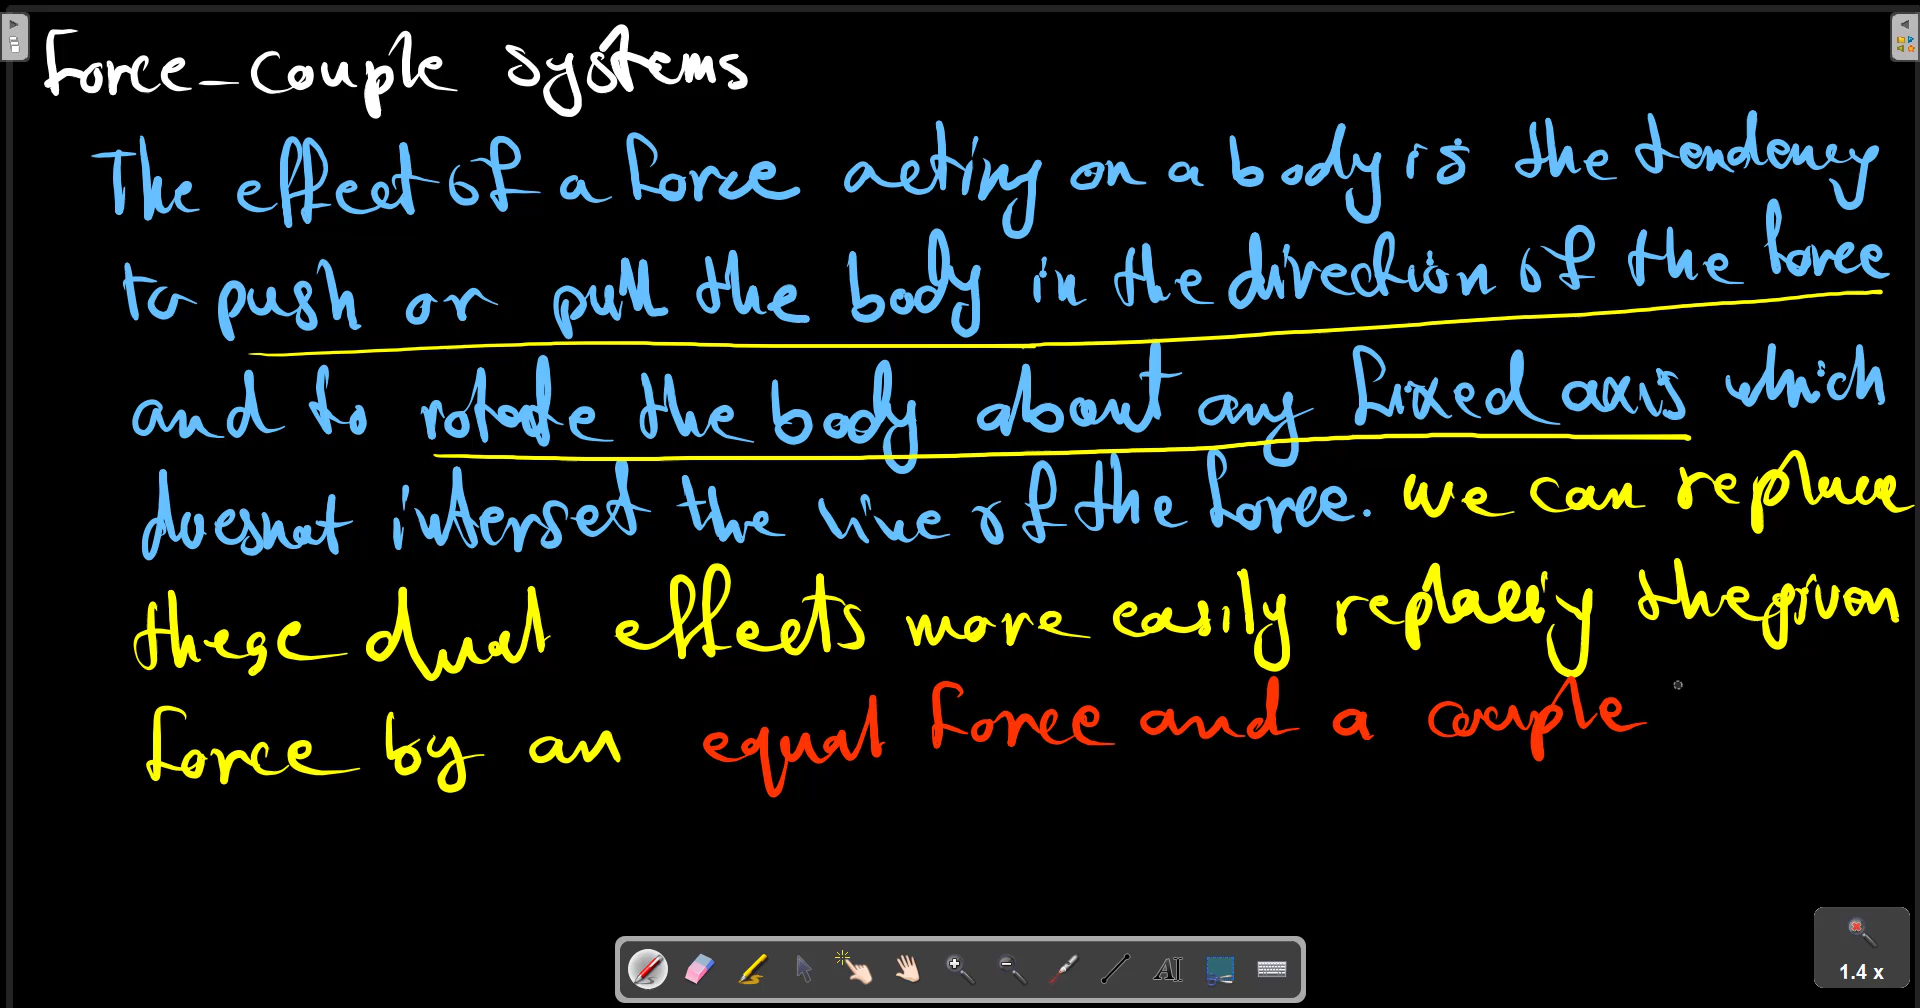 Force-couple systems
The effect of a force acting on a body is the tendency
to push or pull the body in the direction of the force
and to rotate the body about any fixed axis which
doesnot interset the line of the force. we can replace
these dual effects more easily replacing the given
force by an equal force and a couple
AI
1.4 x